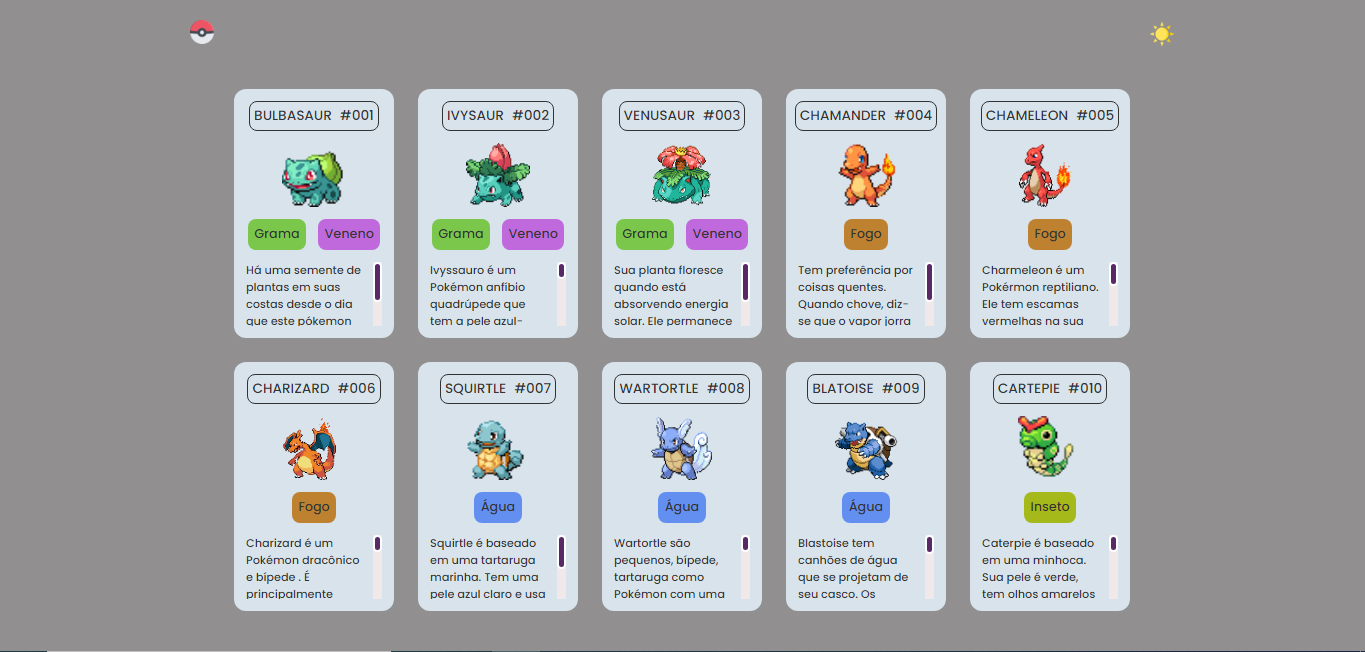 BULBASAUR #001
Grama Veneno
Há uma semente de
plantas em suas
costas desde o dia
que este pókemon
IVYSAUR #002
Grama Veneno
Ivyssauro é um
Pokémon anfíbio
quadrúpede que
tem a pele azul-
VENUSAUR #003
Grama Veneno
Sua planta floresce
quando está
absorvendo energia
solar. Ele permanece
CHAMANDER #004
Fogo
Tem preferência por
coisas quentes.
Quando chove, diz-
se que o vapor jorra
CHAMELEON #005
Fogo
Charmeleon é um
Pokérmon reptiliano.
Ele tem escamas
vermelhas na sua
CHARIZARD #006
Fogo
Charizard é um
Pokémon dracônico
e bípede . É
principalmente
SQUIRTLE #007
Água
Squirtle é baseado
em uma tartaruga
marinha. Tem uma
pele azul claro e usa
WARTORTLE #008
Água
Wartortle são
pequenos, bípede,
tartaruga como
Pokémon com uma
BLATOISE #009
Água
Blastoise tem
canhões de água
que se projetam de
seu casco. Os
CARTEPIE #010
Inseto
Caterpie é baseado
em uma minhoca.
Sua pele é verde,
tem olhos amarelos